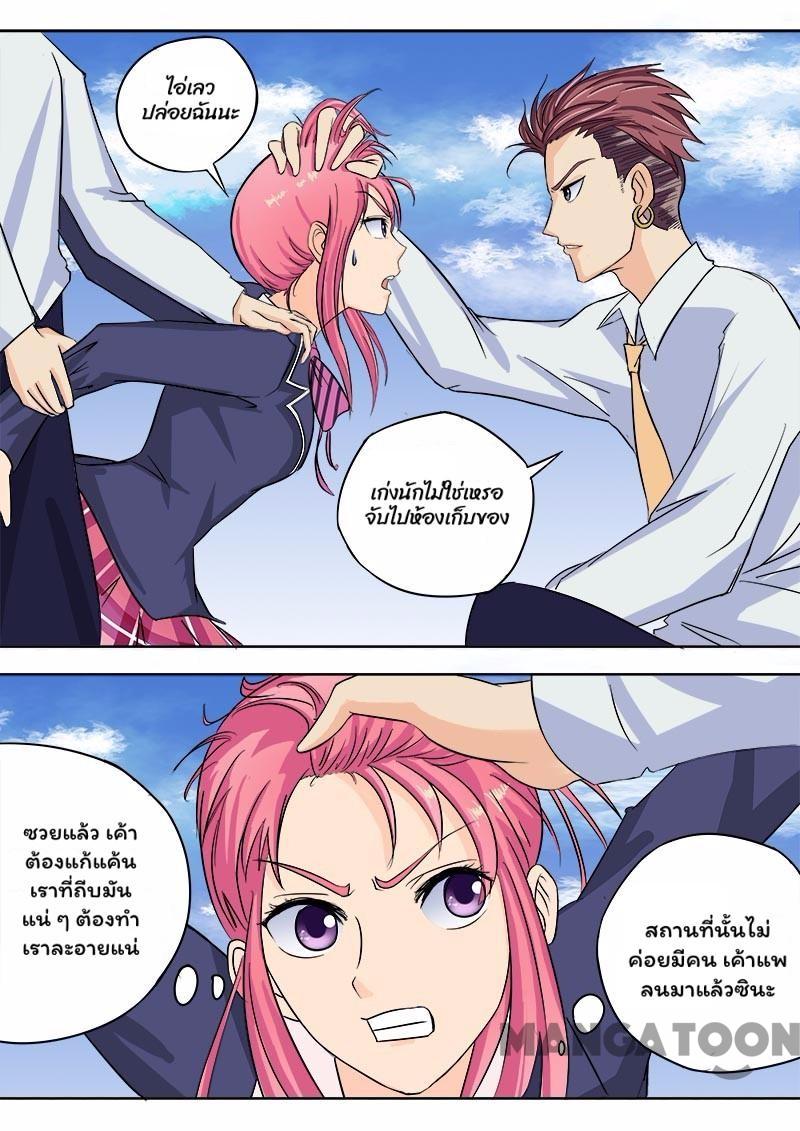 ไอ่เลว
ปล่อยฉันนะ
เก่งนักไม่ใช่เหรอ
จับไปห้องเก็บของ
ซวยแล้ว เค้า
ต้องแก้แค้น
เราที่ถีบมัน
แน่ ๆ ต้องทำ
เราละอายแน่
สถานที่นั้นไม่
ค่อยมีคน เค้าแพ
ลนมาแล้วซินะ
MANGATOON